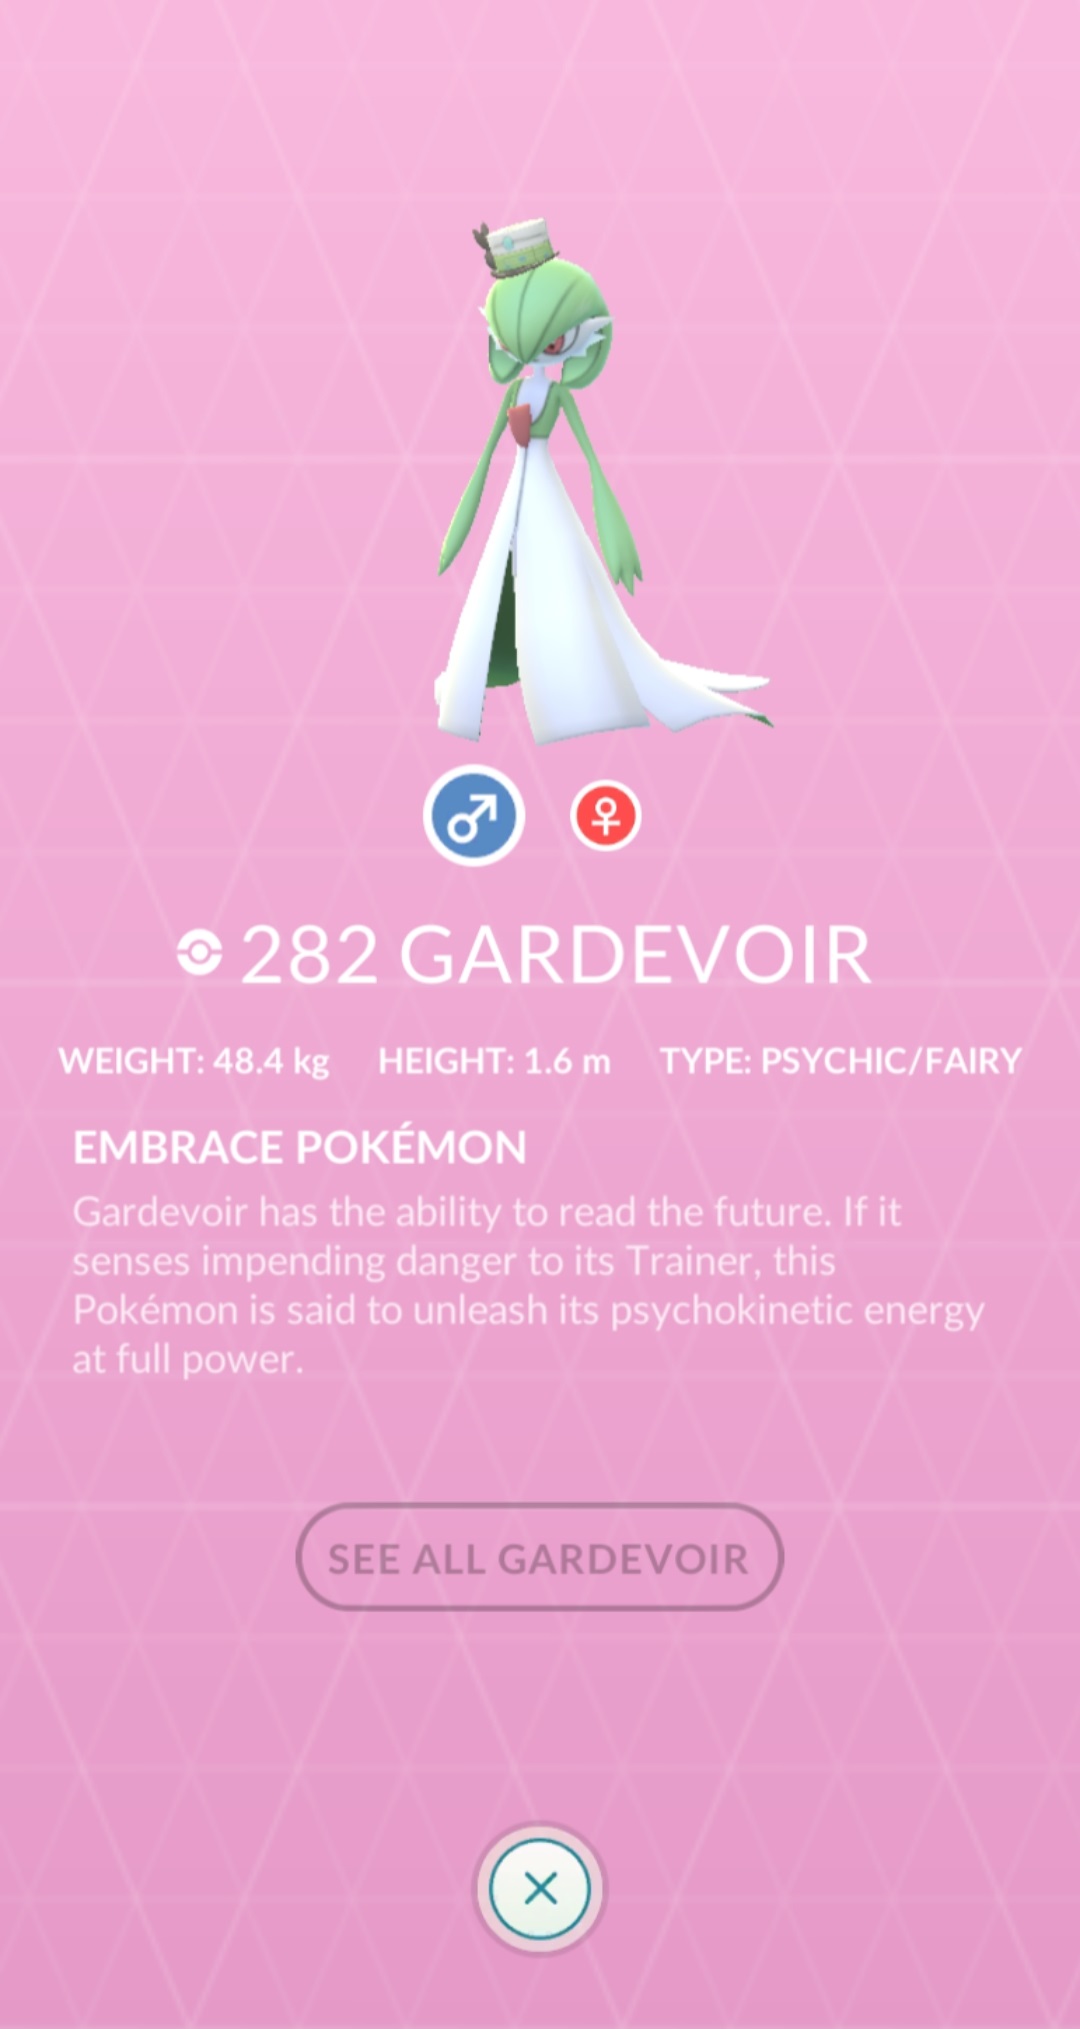 282 GARDEVOIR
WEIGHT: 48.4 kg HEIGHT: 1.6 m TYPE: PSYCHIC/FAIRY
EMBRACE POKÉMON
Gardevoir has the ability to read the future. If it
senses impending danger to its Trainer, this
Pokémon is said to unleash its psychokinetic energy
at full power.
SEE ALL GARDEVOIR